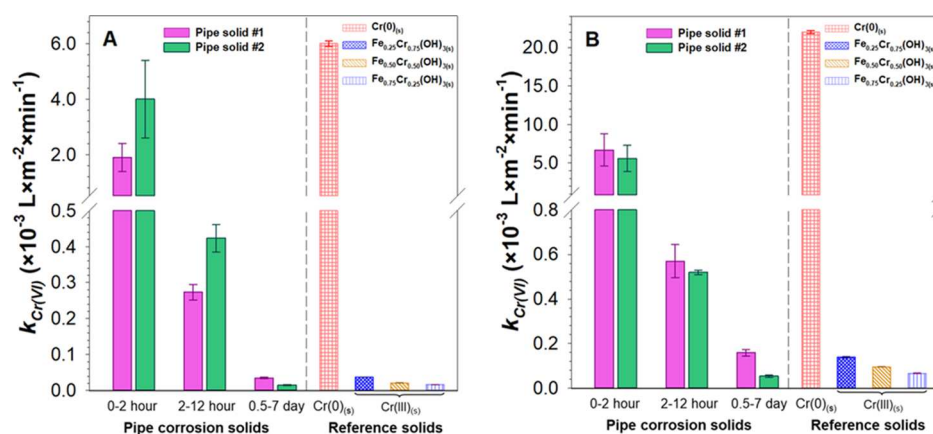 A
Pipe solid #1
Pipe solid #2
Cr(0)(s)
Fe0.25Cr0.75(OH)3(s)
Fe0.50Cr0.50(OH)3(s)
Fe0.75Cr0.25(OH)3(s)
kCr(VI) (×10⁻³ L×m⁻²×min⁻¹)
6.0
4.0
2.0
0.5
0.4
0.3
0.2
0.1
0.0
0-2 hour 2-12 hour 0.5-7 day Cr(0)(s) Cr(III)(s)
Pipe corrosion solids Reference solids
B
Pipe solid #1
Pipe solid #2
Cr(0)(s)
Fe0.25Cr0.75(OH)3(s)
Fe0.50Cr0.50(OH)3(s)
Fe0.75Cr0.25(OH)3(s)
kCr(VI) (×10⁻³ L×m⁻²×min⁻¹)
20.0
10.0
5.0
0.8
0.6
0.4
0.2
0.0
0-2 hour 2-12 hour 0.5-7 day Cr(0)(s) Cr(III)(s)
Pipe corrosion solids Reference solids